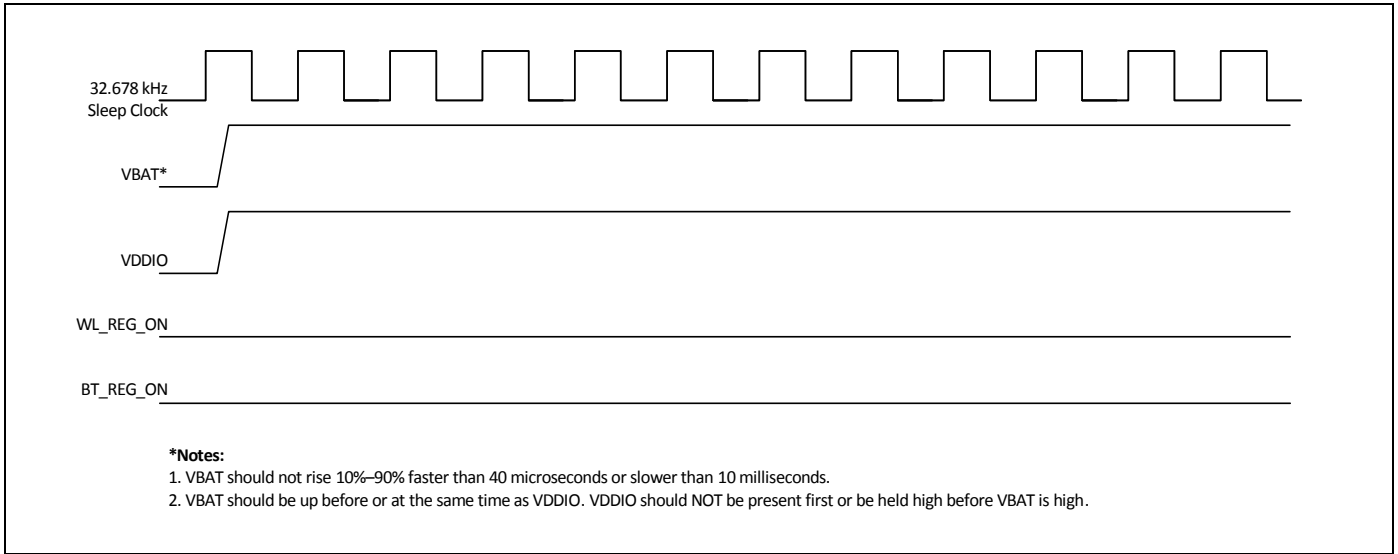 32.678 kHz
Sleep Clock
VBAT*
VDDIO
WL_REG_ON
BT_REG_ON
*Notes:
1. VBAT should not rise 10%–90% faster than 40 microseconds or slower than 10 milliseconds.
2. VBAT should be up before or at the same time as VDDIO. VDDIO should NOT be present first or be held high before VBAT is high.